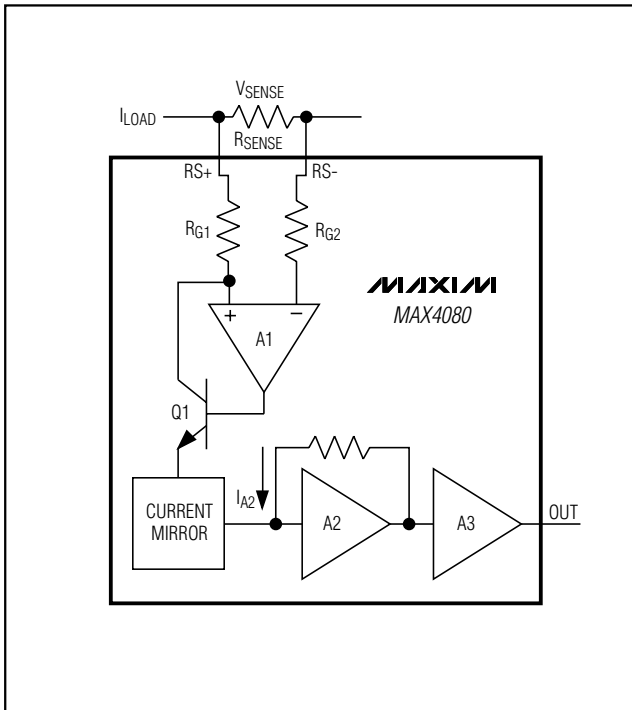 VSENSE
ILOAD
RSENSE
RS+
RS-
RG1
RG2
MAXIM
MAX4080
+
−
A1
Q1
IA2
CURRENT
MIRROR
A2
A3
OUT